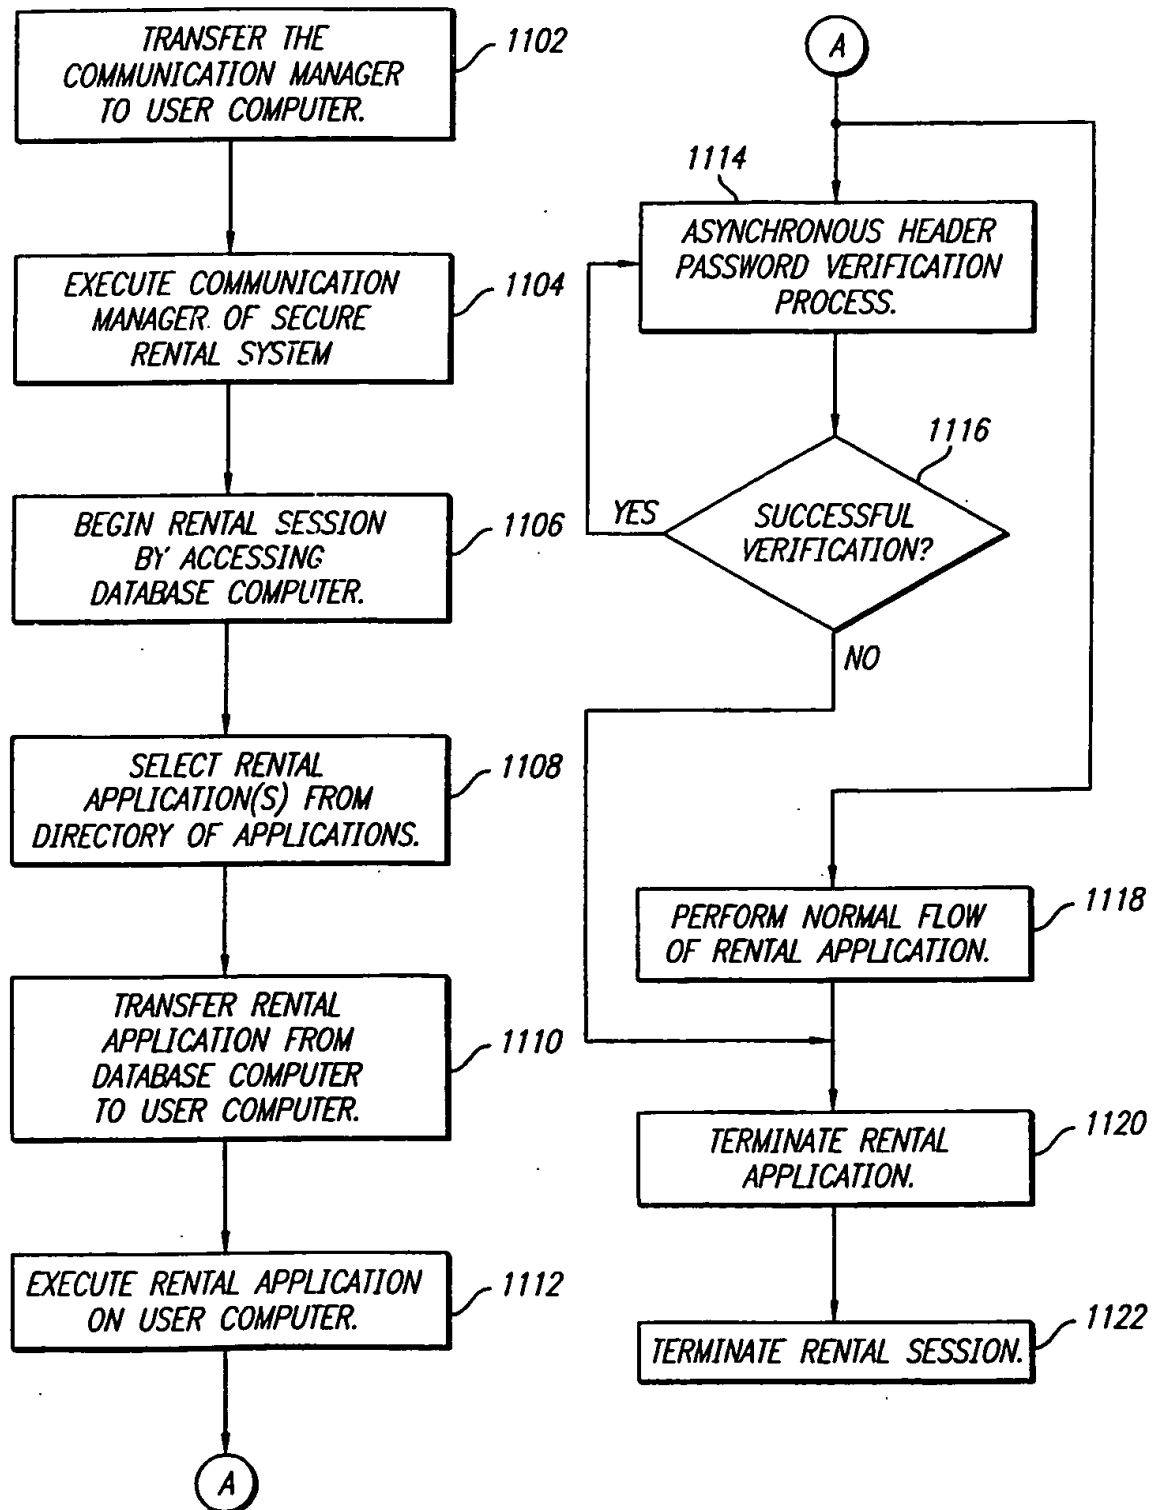 TRANSFER THE
COMMUNICATION MANAGER
TO USER COMPUTER.
1102
EXECUTE COMMUNICATION
MANAGER OF SECURE
RENTAL SYSTEM
1104
BEGIN RENTAL SESSION
BY ACCESSING
DATABASE COMPUTER.
1106
SELECT RENTAL
APPLICATION(S) FROM
DIRECTORY OF APPLICATIONS.
1108
TRANSFER RENTAL
APPLICATION FROM
DATABASE COMPUTER
TO USER COMPUTER.
1110
EXECUTE RENTAL APPLICATION
ON USER COMPUTER.
1112
A
A
1114
ASYNCHRONOUS HEADER
PASSWORD VERIFICATION
PROCESS.
1116
SUCCESSFUL
VERIFICATION?
YES
NO
PERFORM NORMAL FLOW
OF RENTAL APPLICATION.
1118
TERMINATE RENTAL
APPLICATION.
1120
TERMINATE RENTAL SESSION.
1122